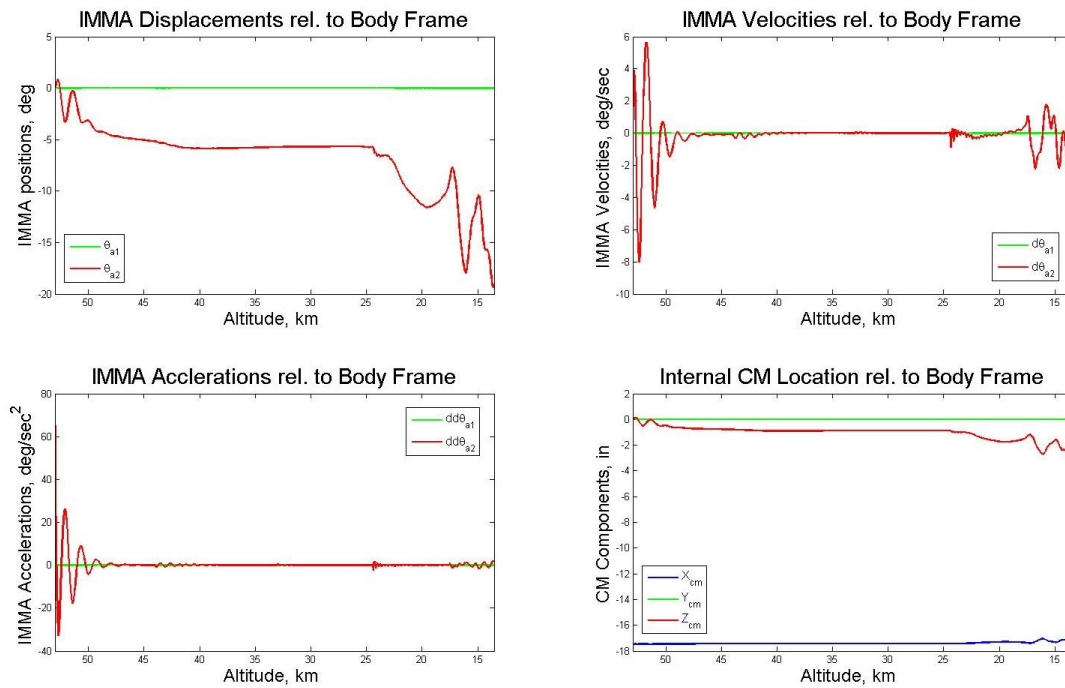 IMMA Displacements rel. to Body Frame
IMMA positions, deg
5
0
-5
-10
-15
-20
θa1
θa2
50 45 40 35 30 25 20 15
Altitude, km
IMMA Velocities rel. to Body Frame
IMMA Velocities, deg/sec
6
4
2
0
-2
-4
-6
-8
-10
dθa1
dθa2
50 45 40 35 30 25 20 15
Altitude, km
IMMA Acclerations rel. to Body Frame
IMMA Accelerations, deg/sec²
80
60
40
20
0
-20
-40
ddθa1
ddθa2
50 45 40 35 30 25 20 15
Altitude, km
Internal CM Location rel. to Body Frame
CM Components, in
2
0
-2
-4
-6
-8
-10
-12
-14
-16
-18
Xcm
Ycm
Zcm
50 45 40 35 30 25 20 15
Altitude, km